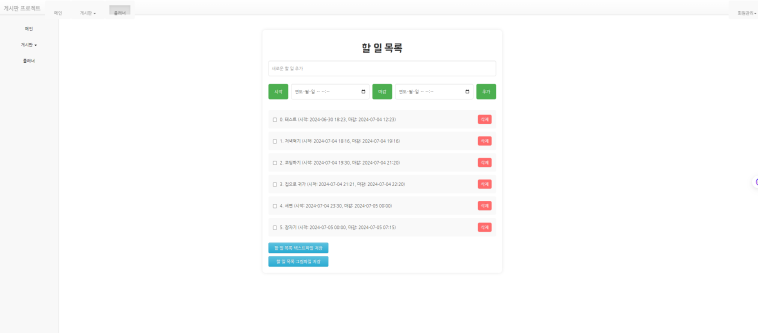 게시판 프로젝트
메인
게시판
플래너
회원관리
메인
게시판
플래너
할 일 목록
새로운 할 일 추가
시작
연도-월-일 --:--
마감
연도-월-일 --:--
추가
0. 테스트 (시작: 2024-06-30 18:23, 마감: 2024-07-04 12:23)
삭제
1. 저녁먹기 (시작: 2024-07-04 18:16, 마감: 2024-07-04 19:16)
삭제
2. 코딩하기 (시작: 2024-07-04 19:30, 마감: 2024-07-04 21:20)
삭제
3. 집으로 귀가 (시작: 2024-07-04 21:21, 마감: 2024-07-04 22:20)
삭제
4. 세면 (시작: 2024-07-04 23:30, 마감: 2024-07-05 00:00)
삭제
5. 잠자기 (시작: 2024-07-05 00:00, 마감: 2024-07-05 07:15)
삭제
할 일 목록 텍스트파일 저장
할 일 목록 그림파일 저장